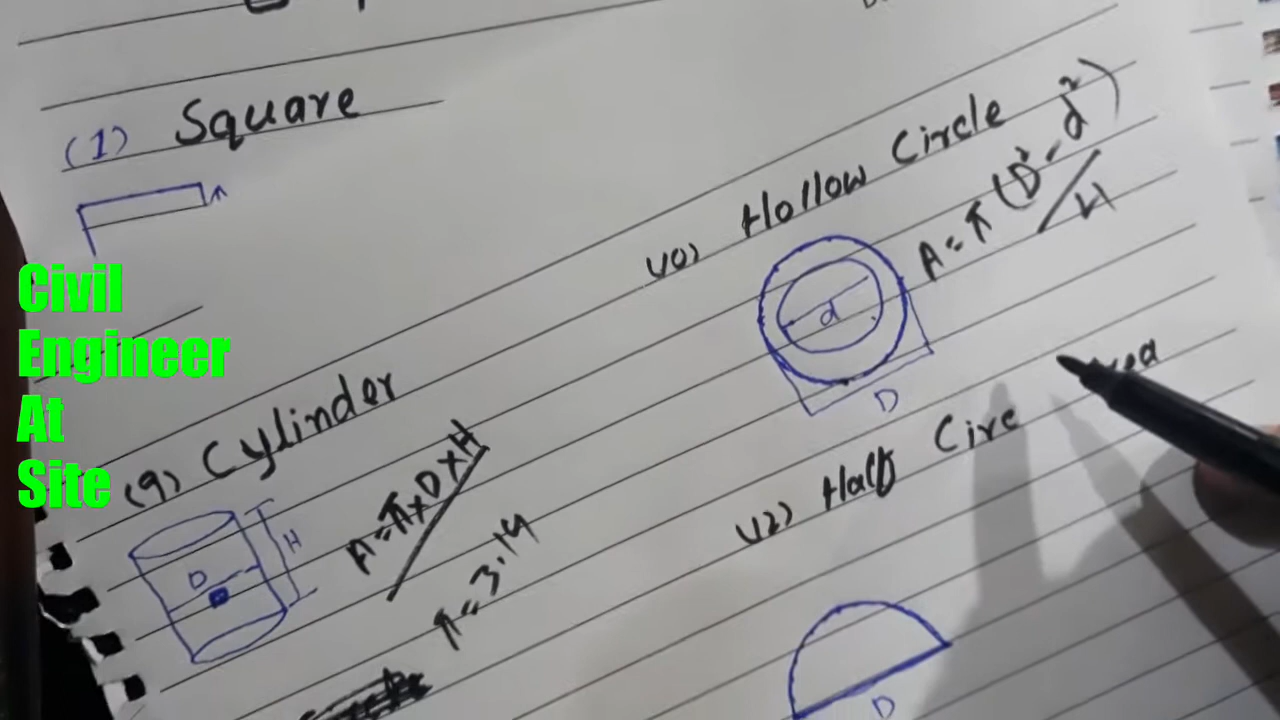 (1) Square
Civil
Engineer
At
Site
(9) Cylinder
D
H
A=π×D×H
π=3.14
10) Hollow Circle
d
D
A=π(D²-d²)
4
12) Half Circ
D